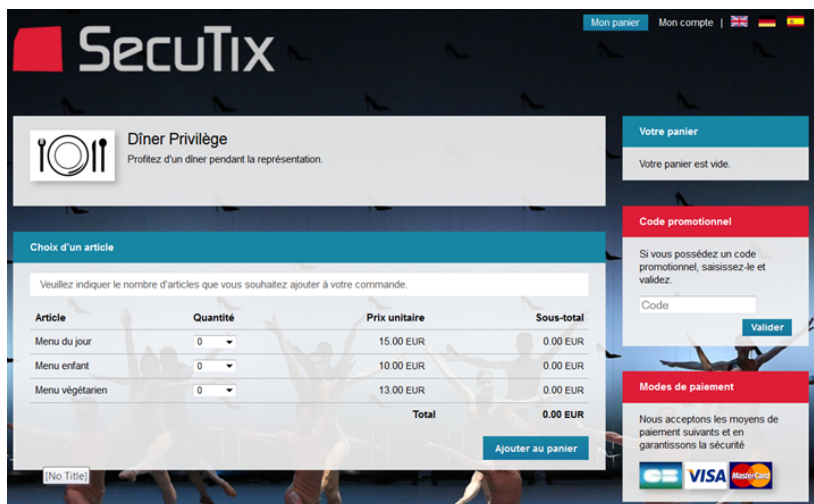 SecuTix
Mon panier
Mon compte |
Dîner Privilège
Profitez d'un dîner pendant la représentation.
Choix d'un article
Veuillez indiquer le nombre d'articles que vous souhaitez ajouter à votre commande.
Article Quantité Prix unitaire Sous-total
Menu du jour 0 15.00 EUR 0.00 EUR
Menu enfant 0 10.00 EUR 0.00 EUR
Menu végétarien 0 13.00 EUR 0.00 EUR
Total 0.00 EUR
Ajouter au panier
[No Title]
Votre panier
Votre panier est vide.
Code promotionnel
Si vous possédez un code
promotionnel, saisissez-le et
validez.
Code
Valider
Modes de paiement
Nous acceptons les moyens de
paiement suivants et en
garantissons la sécurité
CB VISA MasterCard